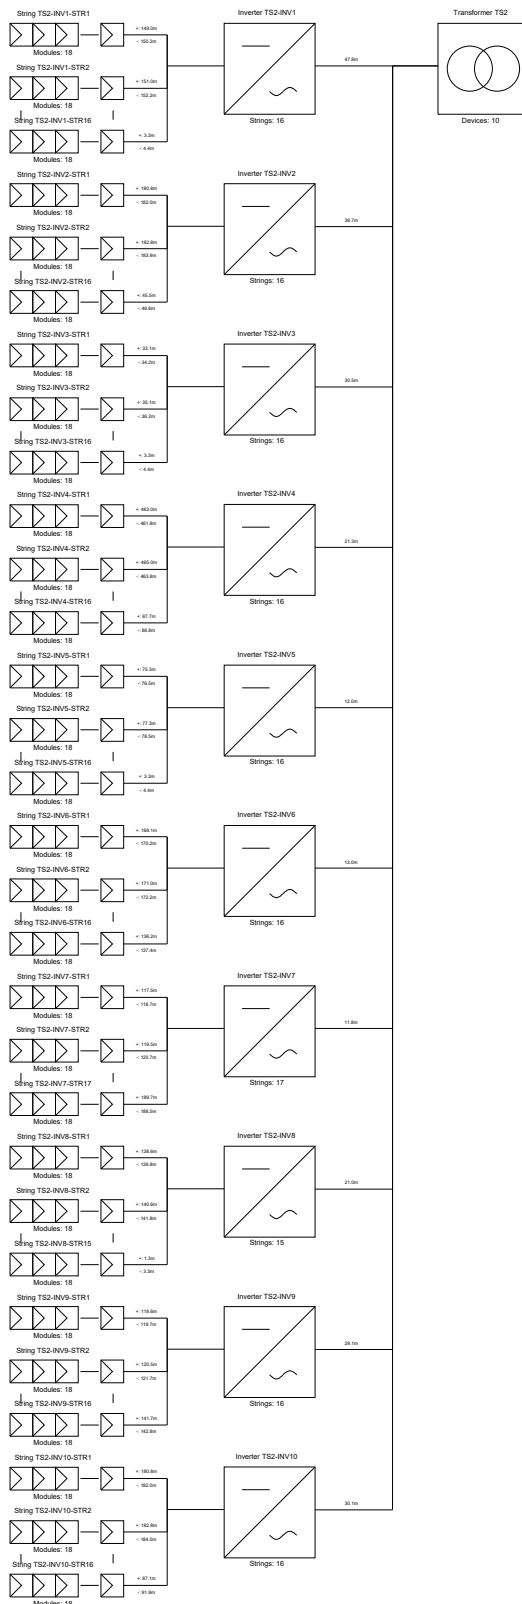 String TS2-INV1-STR1
Inverter TS2-INV1
Transformer TS2
+: 149.0m
-: 150.2m
Modules: 18
47.8m
String TS2-INV1-STR2
+: 151.0m
-: 152.2m
Modules: 18
String TS2-INV1-STR16
+: 3.3m
-: 4.4m
Modules: 18
Strings: 16
Devices: 10
String TS2-INV2-STR1
Inverter TS2-INV2
+: 180.8m
-: 182.0m
Modules: 18
39.7m
String TS2-INV2-STR2
+: 182.8m
-: 183.9m
Modules: 18
String TS2-INV2-STR16
+: 45.5m
-: 46.6m
Modules: 18
Strings: 16
String TS2-INV3-STR1
Inverter TS2-INV3
+: 33.1m
-: 34.2m
Modules: 18
30.5m
String TS2-INV3-STR2
+: 35.1m
-: 36.2m
Modules: 18
String TS2-INV3-STR16
+: 3.3m
-: 4.4m
Modules: 18
Strings: 16
String TS2-INV4-STR1
Inverter TS2-INV4
+: 463.0m
-: 461.8m
Modules: 18
21.3m
String TS2-INV4-STR2
+: 465.0m
-: 463.8m
Modules: 18
String TS2-INV4-STR16
+: 87.7m
-: 88.8m
Modules: 18
Strings: 16
String TS2-INV5-STR1
Inverter TS2-INV5
+: 75.3m
-: 76.5m
Modules: 18
12.0m
String TS2-INV5-STR2
+: 77.3m
-: 78.5m
Modules: 18
String TS2-INV5-STR16
+: 3.3m
-: 4.4m
Modules: 18
Strings: 16
String TS2-INV6-STR1
Inverter TS2-INV6
+: 169.1m
-: 170.2m
Modules: 18
13.0m
String TS2-INV6-STR2
+: 171.0m
-: 172.2m
Modules: 18
String TS2-INV6-STR16
+: 136.2m
-: 137.4m
Modules: 18
Strings: 16
String TS2-INV7-STR1
Inverter TS2-INV7
+: 117.5m
-: 118.7m
Modules: 18
11.8m
String TS2-INV7-STR2
+: 119.5m
-: 120.7m
Modules: 18
String TS2-INV7-STR17
+: 189.7m
-: 188.5m
Modules: 18
Strings: 17
String TS2-INV8-STR1
Inverter TS2-INV8
+: 138.6m
-: 139.8m
Modules: 18
21.0m
String TS2-INV8-STR2
+: 140.6m
-: 141.8m
Modules: 18
String TS2-INV8-STR15
+: 1.3m
-: 3.3m
Modules: 18
Strings: 15
String TS2-INV9-STR1
Inverter TS2-INV9
+: 118.6m
-: 119.7m
Modules: 18
29.1m
String TS2-INV9-STR2
+: 120.5m
-: 121.7m
Modules: 18
String TS2-INV9-STR16
+: 141.7m
-: 142.8m
Modules: 18
Strings: 16
String TS2-INV10-STR1
Inverter TS2-INV10
+: 180.8m
-: 182.0m
Modules: 18
30.1m
String TS2-INV10-STR2
+: 182.8m
-: 184.0m
Modules: 18
String TS2-INV10-STR16
+: 87.1m
-: 91.9m
Modules: 18
Strings: 16